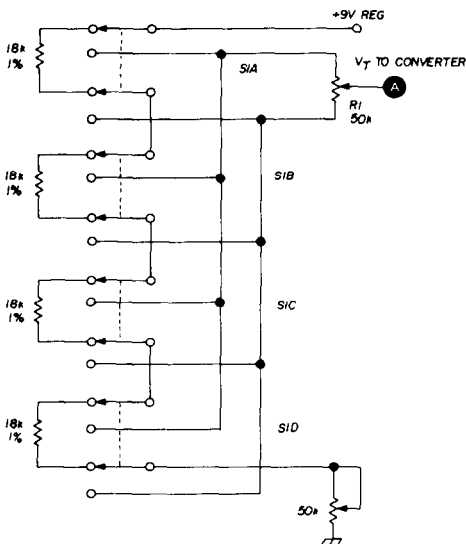 +9V REG
18k
1%
S1A
VT TO CONVERTER
A
R1
50k
18k
1%
S1B
18k
1%
S1C
18k
1%
S1D
50k